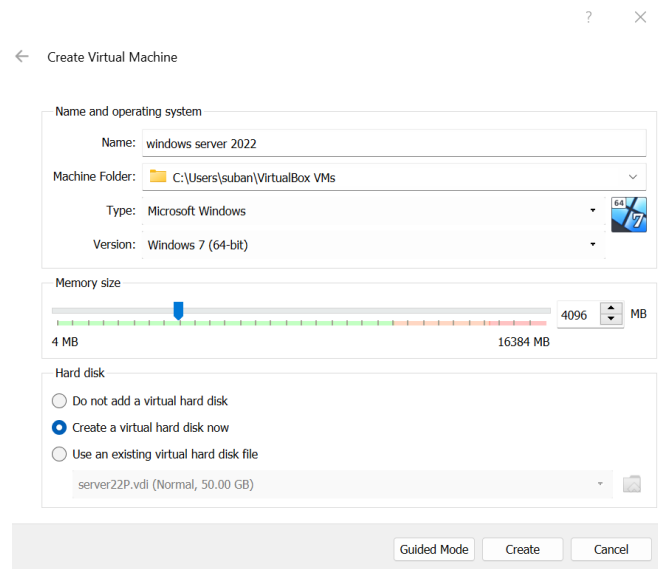 ?
Create Virtual Machine
Name and operating system
Name: windows server 2022
Machine Folder: C:\Users\suban\VirtualBox VMs
Type: Microsoft Windows
64
7
Version: Windows 7 (64-bit)
Memory size
4096 MB
4 MB 16384 MB
Hard disk
Do not add a virtual hard disk
Create a virtual hard disk now
Use an existing virtual hard disk file
server22P.vdi (Normal, 50.00 GB)
Guided Mode Create Cancel